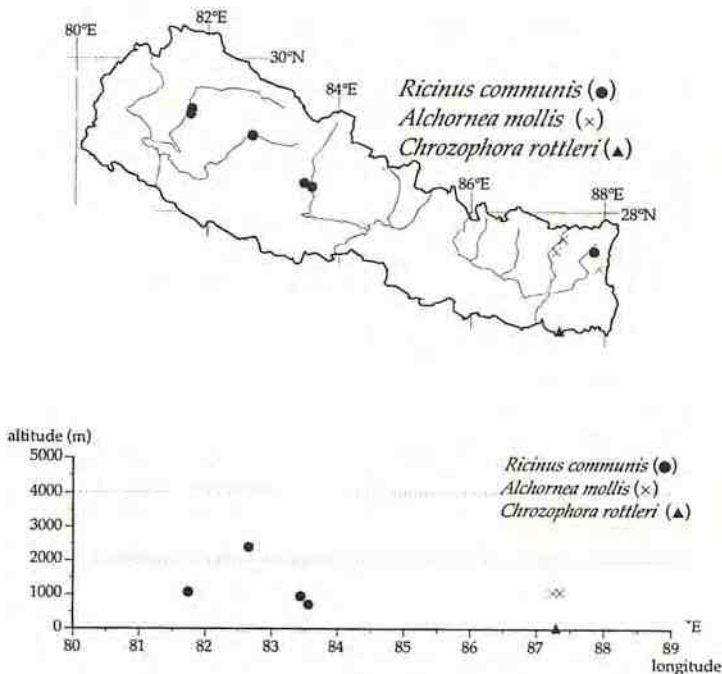 80°E
82°E
30°N
84°E
Ricinus communis (●)
Alchornea mollis (×)
Chrozophora rottleri (▲)
86°E
88°E
28°N
altitude (m)
5000
4000
3000
2000
1000
0
Ricinus communis (●)
Alchornea mollis (×)
Chrozophora rottleri (▲)
80 81 82 83 84 85 86 87 88 89
°E
longitude